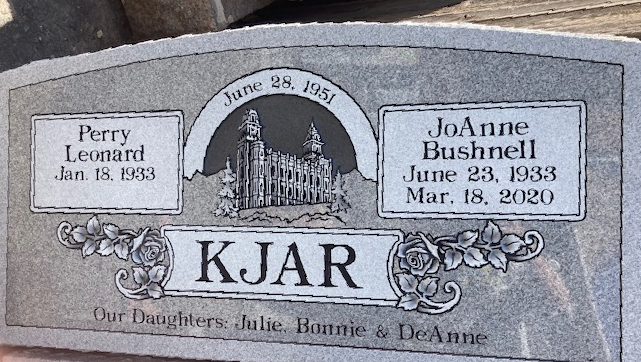 June 28, 1951
Perry
Leonard
Jan. 18, 1933
JoAnne
Bushnell
June 23, 1933
Mar. 18, 2020
KJAR
Our Daughters: Julie, Bonnie & DeAnne